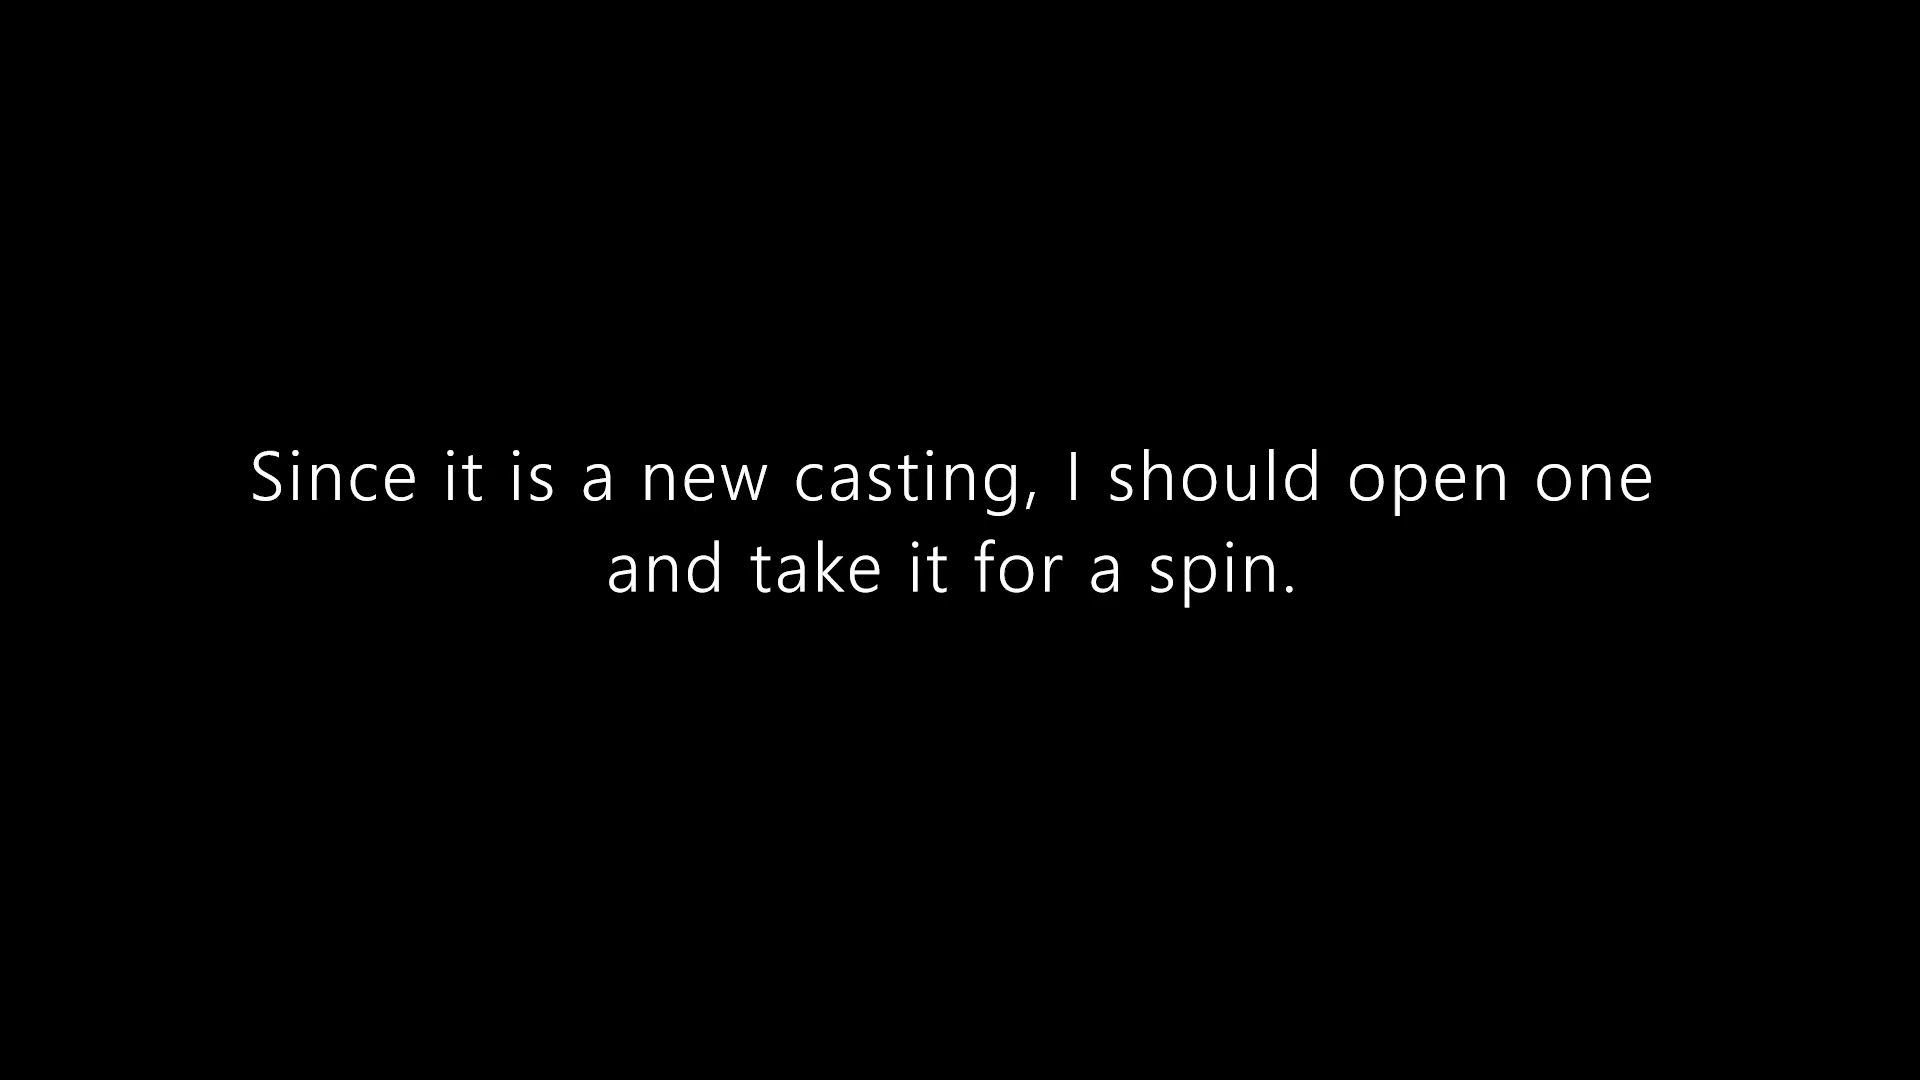 Since it is a new casting, I should open one
and take it for a spin.